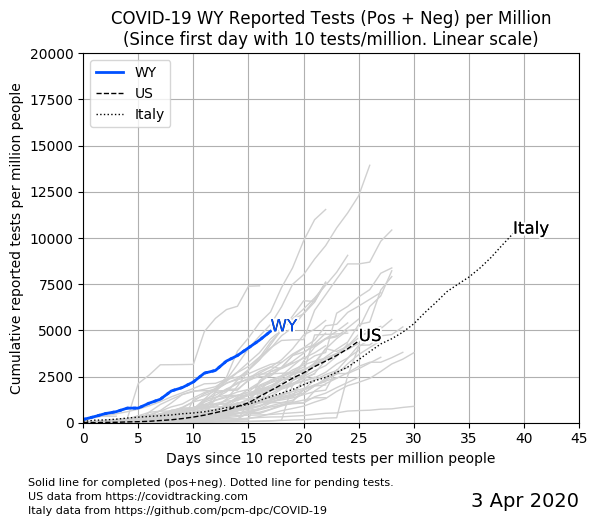 COVID-19 WY Reported Tests (Pos + Neg) per Million
(Since first day with 10 tests/million. Linear scale)
Cumulative reported tests per million people
20000
17500
15000
12500
10000
7500
5000
2500
0
WY
US
Italy
Italy
WY
US
0 5 10 15 20 25 30 35 40 45
Days since 10 reported tests per million people
Solid line for completed (pos+neg). Dotted line for pending tests.
US data from https://covidtracking.com
Italy data from https://github.com/pcm-dpc/COVID-19
3 Apr 2020